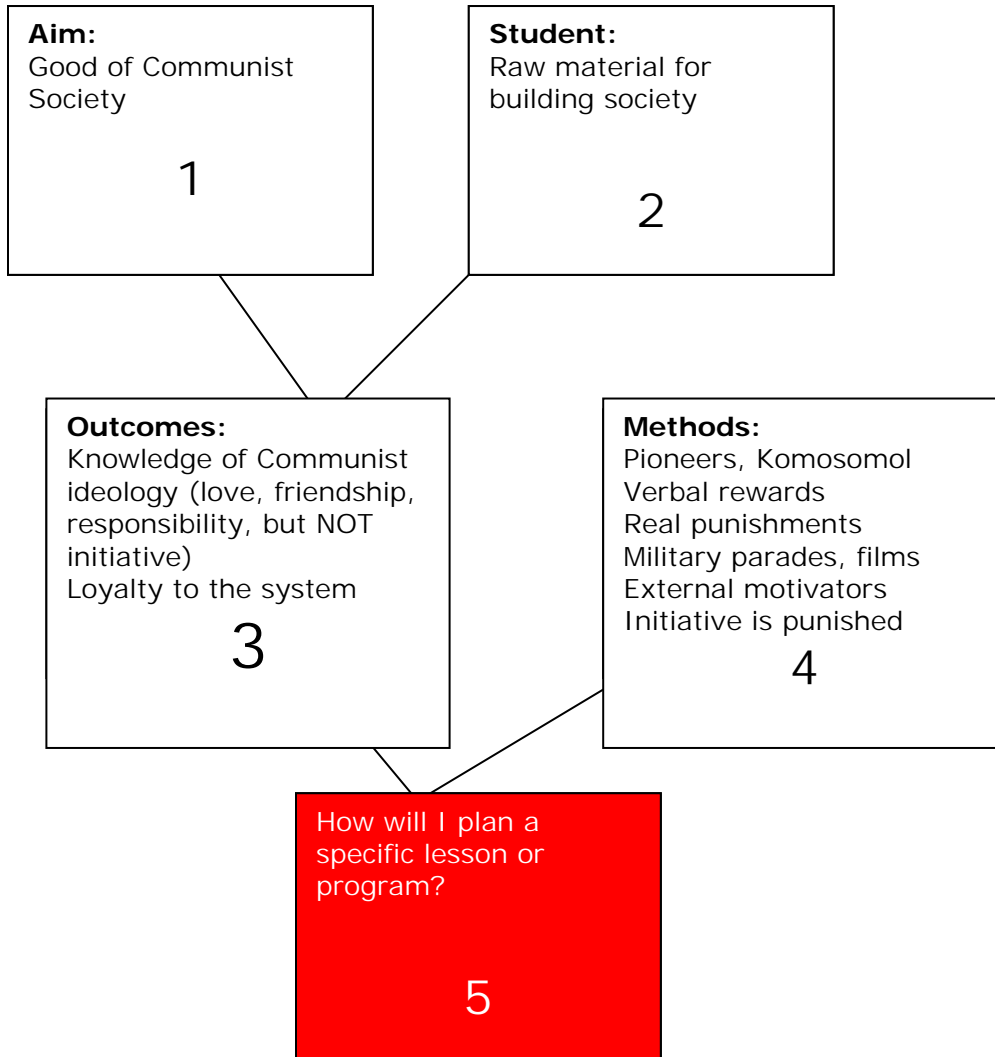 Aim:
Good of Communist
Society
1
Student:
Raw material for
building society
2
Outcomes:
Knowledge of Communist
ideology (love, friendship,
responsibility, but NOT
initiative)
Loyalty to the system
3
Methods:
Pioneers, Komosomol
Verbal rewards
Real punishments
Military parades, films
External motivators
Initiative is punished
4
How will I plan a
specific lesson or
program?
5